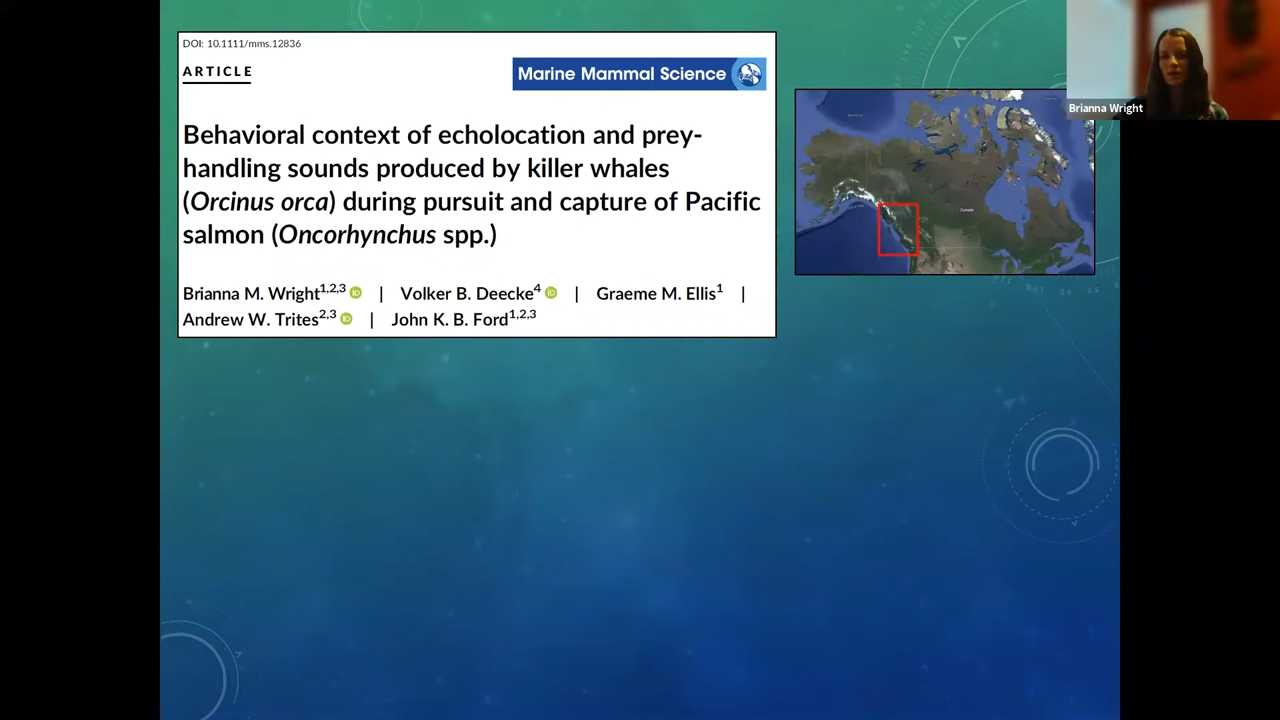 DOI: 10.1111/mms.12836
ARTICLE
Marine Mammal Science
Behavioral context of echolocation and prey-
handling sounds produced by killer whales
(Orcinus orca) during pursuit and capture of Pacific
salmon (Oncorhynchus spp.)
Brianna M. Wright1,2,3 | Volker B. Deecke4 | Graeme M. Ellis1 |
Andrew W. Trites2,3 | John K. B. Ford1,2,3
Brianna Wright
Canada